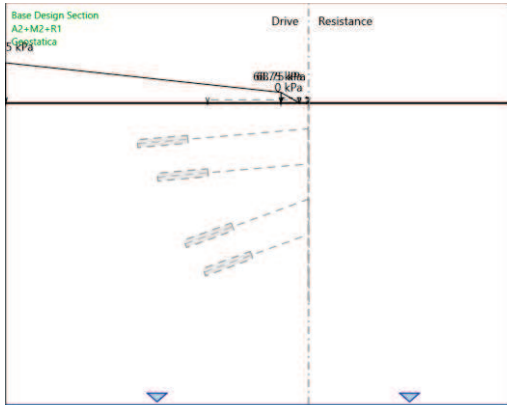 Base Design Section
A2+M2+R1
Geostatica
Drive
Resistance
5 kPa
0 kPa